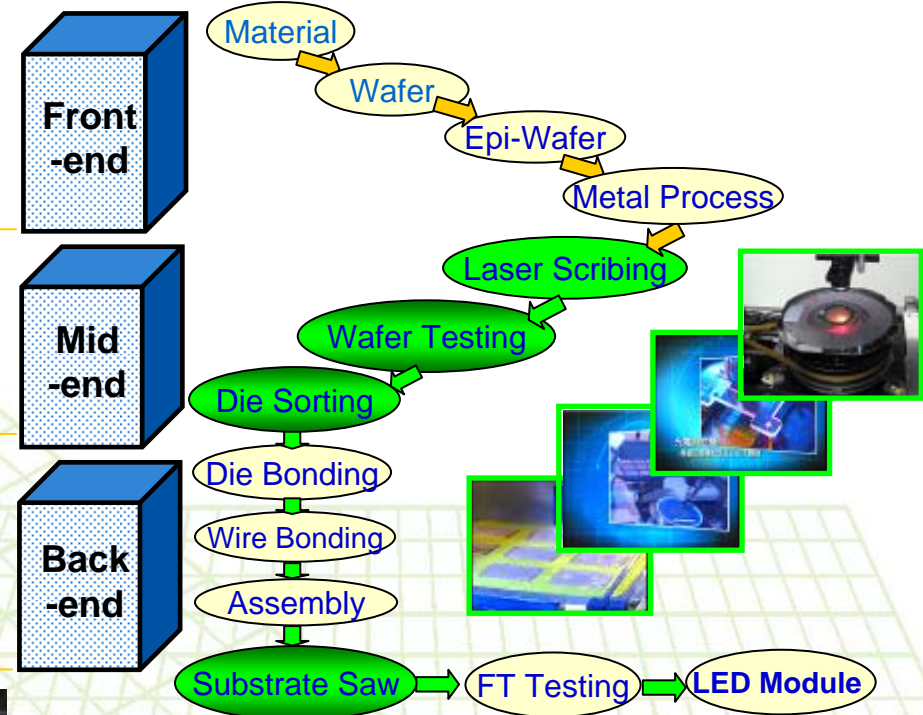 Material
Wafer
Front
-end
Epi-Wafer
Metal Process
Laser Scribing
Mid
-end
Wafer Testing
Die Sorting
Die Bonding
Wire Bonding
Back
-end
Assembly
Substrate Saw
FT Testing
LED Module